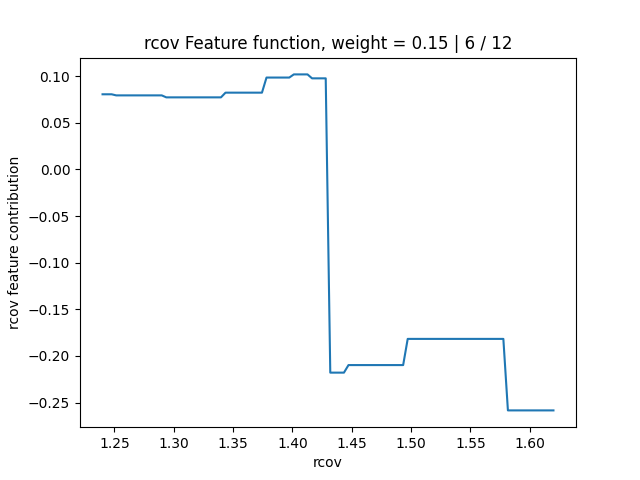 rcov Feature function, weight = 0.15 | 6 / 12
rcov feature contribution
0.10
0.05
0.00
−0.05
−0.10
−0.15
−0.20
−0.25
1.25 1.30 1.35 1.40 1.45 1.50 1.55 1.60
rcov